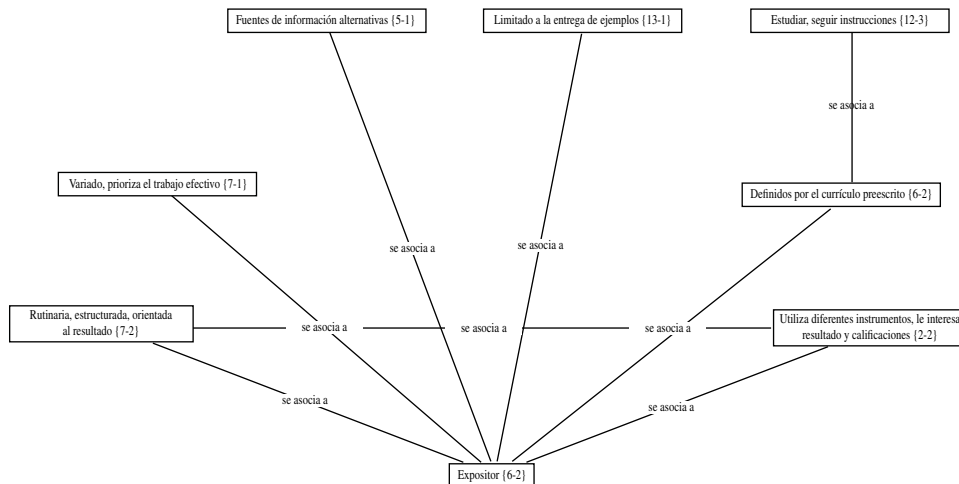 Fuentes de información alternativas {5-1}
Limitado a la entrega de ejemplos {13-1}
Estudiar, seguir instrucciones {12-3}
se asocia a
Variado, prioriza el trabajo efectivo {7-1}
Definidos por el currículo preescrito {6-2}
se asocia a
se asocia a
Rutinaria, estructurada, orientada
al resultado {7-2}
se asocia a
se asocia a
se asocia a
Utiliza diferentes instrumentos, le interesa
resultado y calificaciones {2-2}
se asocia a
se asocia a
Expositor {6-2}